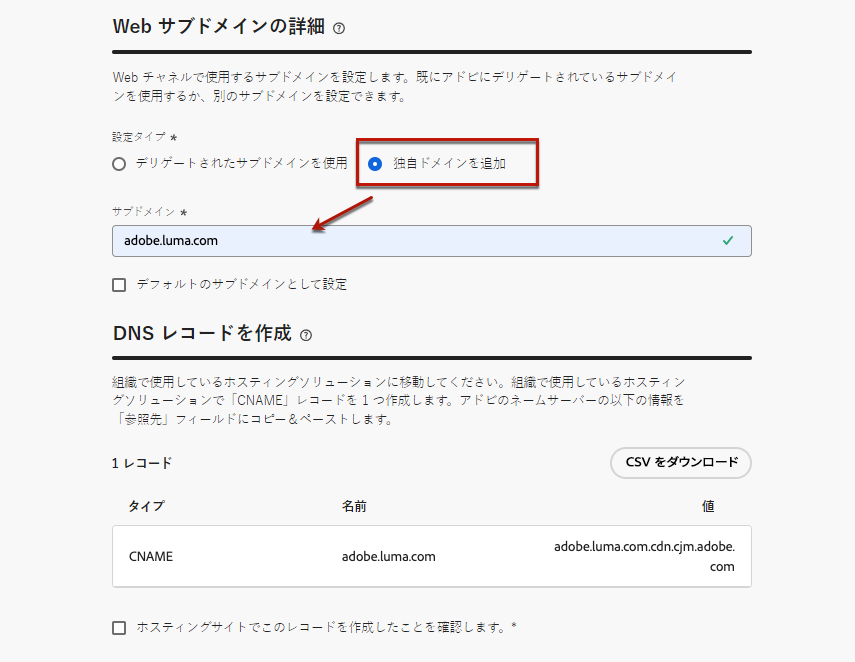 Web サブドメインの詳細 ?
Web チャネルで使用するサブドメインを設定します。既にアドビにデリゲートされているサブドメイ
ンを使用するか、別のサブドメインを設定できます。
設定タイプ *
デリゲートされたサブドメインを使用 独自ドメインを追加
サブドメイン *
adobe.luma.com
デフォルトのサブドメインとして設定
DNS レコードを作成 ?
組織で使用しているホスティングソリューションに移動してください。組織で使用しているホスティン
グソリューションで「CNAME」レコードを 1 つ作成します。アドビのネームサーバーの以下の情報を
「参照先」フィールドにコピー＆ペーストします。
1 レコード CSV をダウンロード
タイプ 名前 値
CNAME adobe.luma.com adobe.luma.com.cdn.cjm.adobe.
com
ホスティングサイトでこのレコードを作成したことを確認します。*